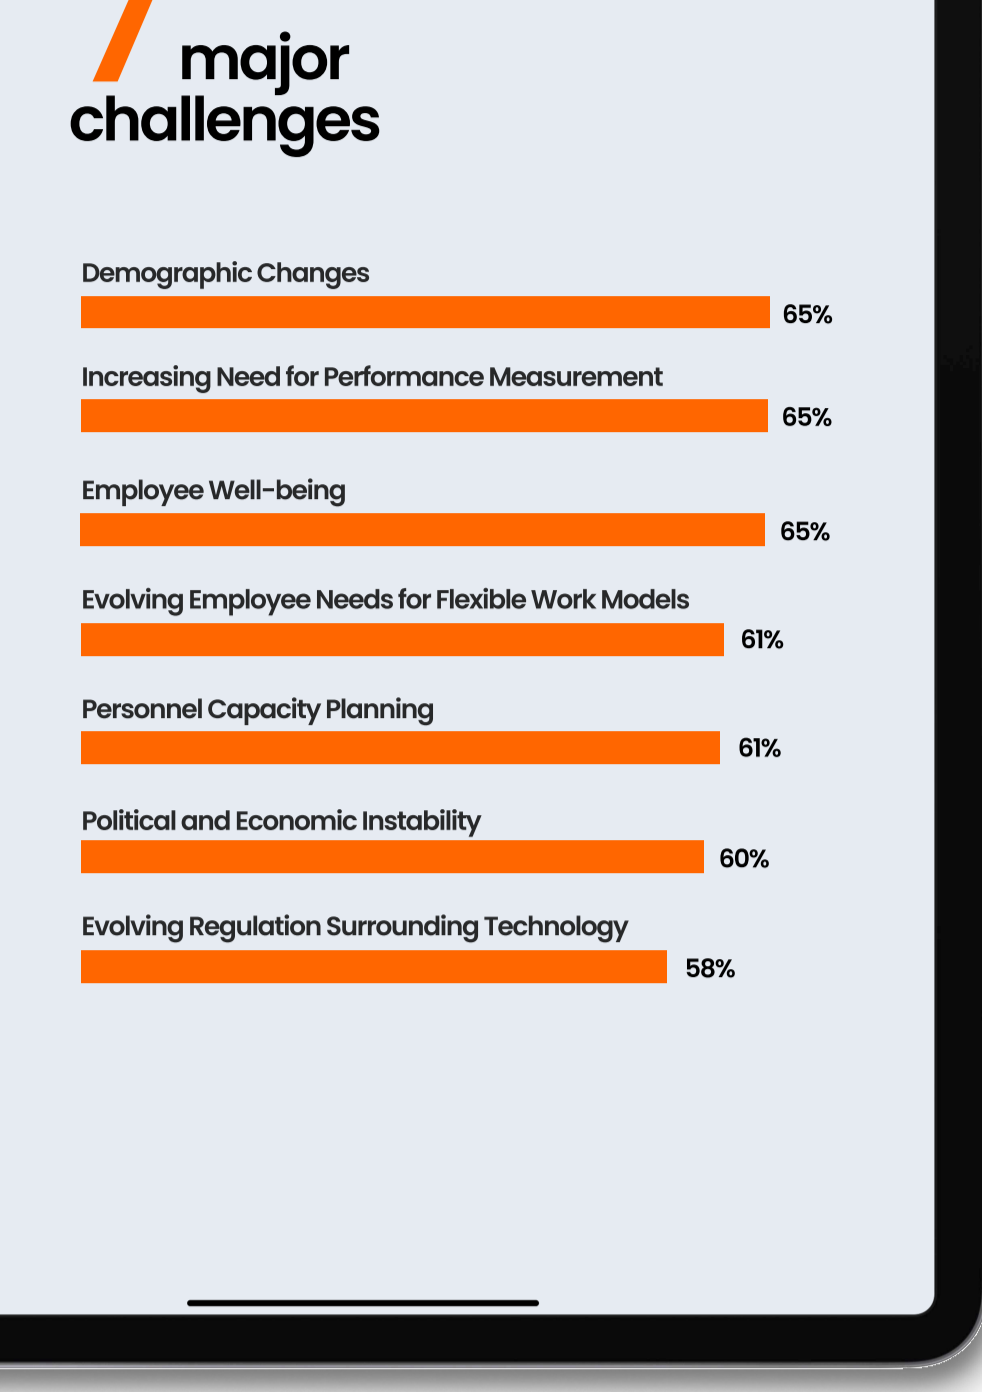 7 major
challenges
Demographic Changes
65%
Increasing Need for Performance Measurement
65%
Employee Well-being
65%
Evolving Employee Needs for Flexible Work Models
61%
Personnel Capacity Planning
61%
Political and Economic Instability
60%
Evolving Regulation Surrounding Technology
58%